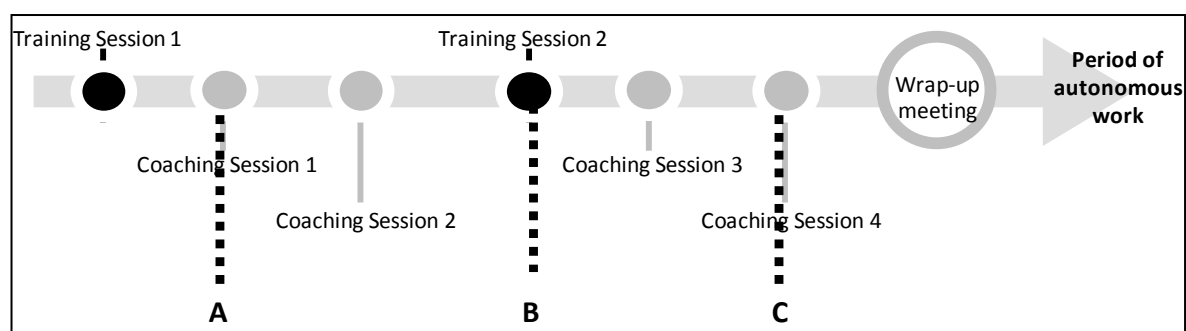 Training Session 1
Training Session 2
Wrap-up
meeting
Period of
autonomous
work
Coaching Session 1
Coaching Session 3
Coaching Session 2
Coaching Session 4
A
B
C